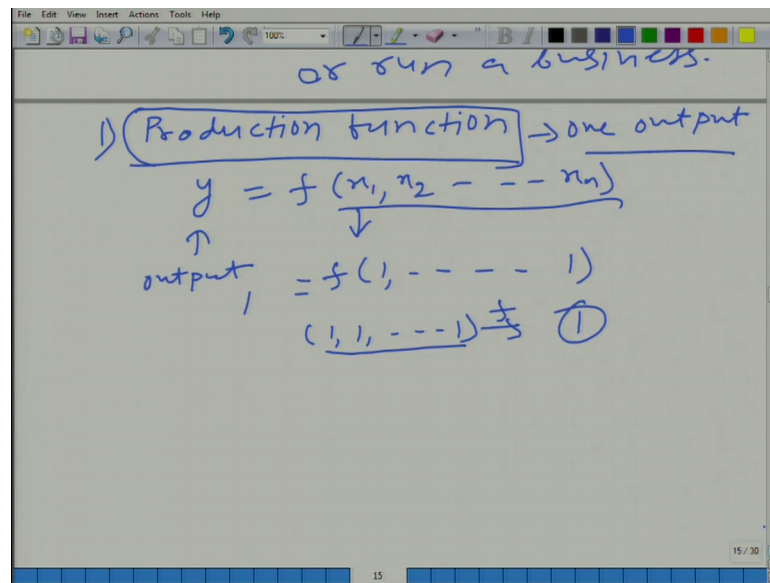 File Edit View Insert Actions Tools Help
100%
or run a business.
1) Production function → one output
y = f (x1, x2 - - - - xn)
↑ ↓
output
1 = f (1, - - - - 1)
(1, 1, - - - 1) f→ 1
15 / 30
15